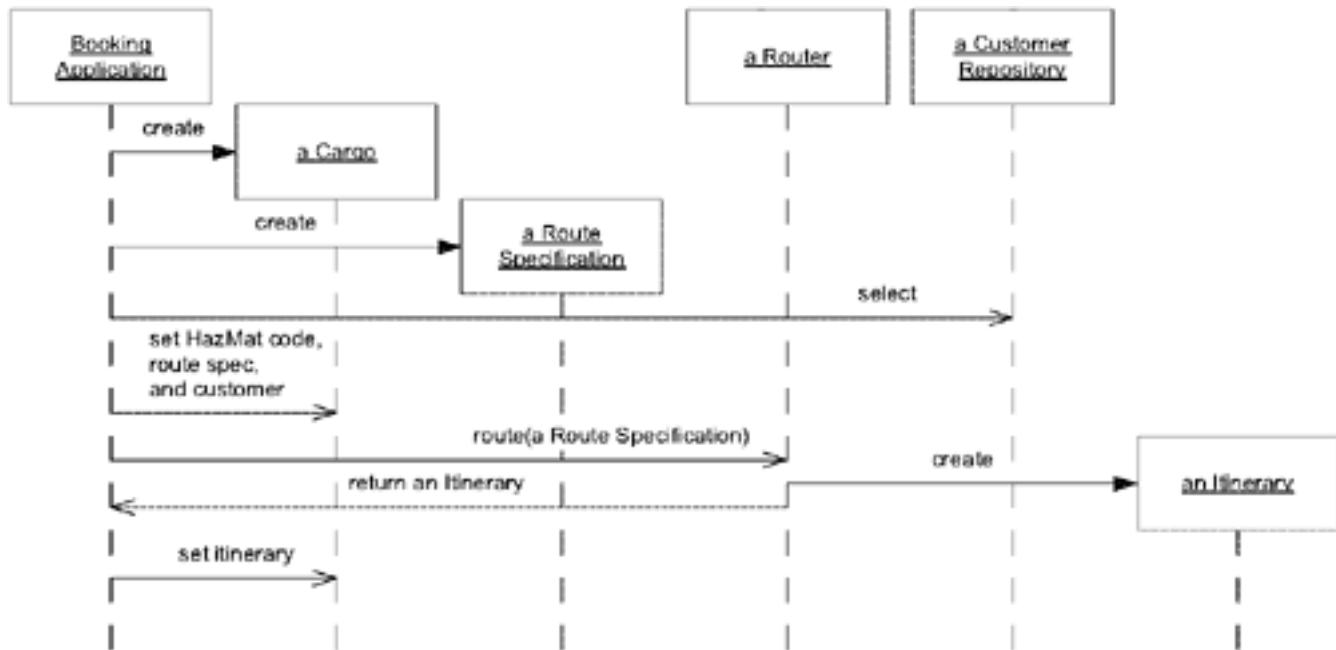 Booking
Application
a Router
a Customer
Repository
create
a Cargo
create
a Route
Specification
select
set HazMat code,
route spec,
and customer
route(a Route Specification)
create
return an Itinerary
an Itinerary
set itinerary